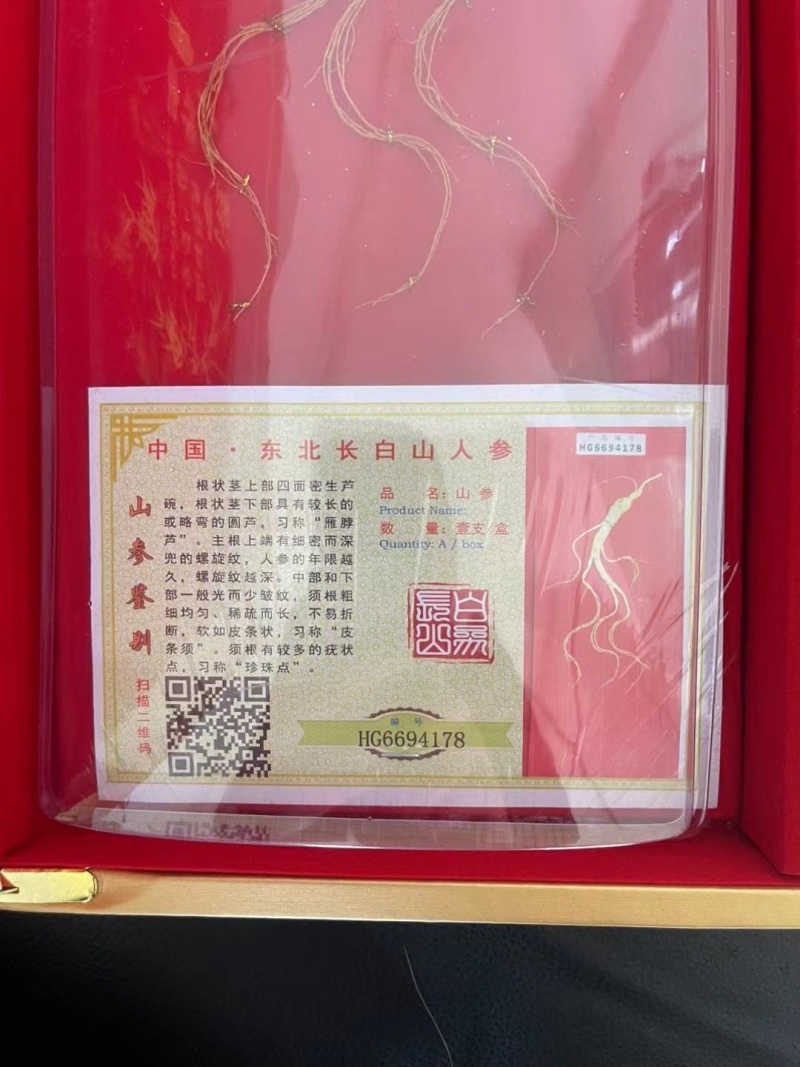 中国·东北长白山人参
山参鉴别
根状茎上部四面密生芦
碗，根状茎下部具有较长的
或略弯的圆芦，习称“雁脖
芦”。主根上端有细密而深
兜的螺旋纹，人参的年限越
久，螺旋纹越深。中部和下
部一般光而少皱纹，须根粗
细均匀、稀疏而长，不易折
断，软如皮条状，习称“皮
条须”。须根有较多的疣状
点，习称“珍珠点”。
扫描二维码
品 名：山参
Product Name:
数 量：壹支/盒
Quantity: A / box
编 号
HG6694178
产品编号
HG6694178